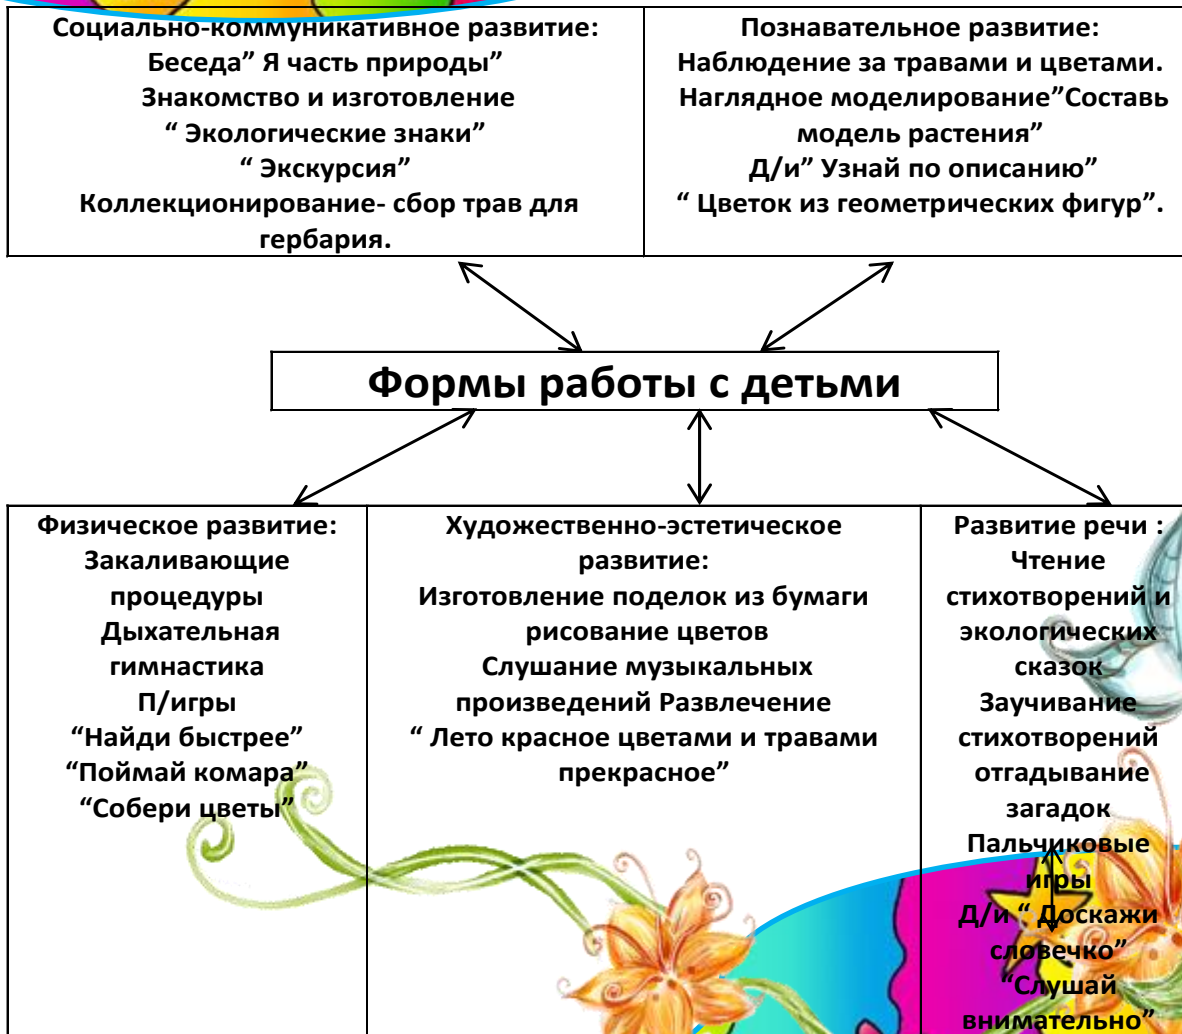 Социально-коммуникативное развитие:
Беседа” Я часть природы”
Знакомство и изготовление
“ Экологические знаки”
“ Экскурсия”
Коллекционирование- сбор трав для
гербария.
Познавательное развитие:
Наблюдение за травами и цветами.
Наглядное моделирование”Составь
модель растения”
Д/и” Узнай по описанию”
“ Цветок из геометрических фигур”.
Формы работы с детьми
Физическое развитие:
Закаливающие
процедуры
Дыхательная
гимнастика
П/игры
“Найди быстрее”
“Поймай комара”
“Собери цветы”
Художественно-эстетическое
развитие:
Изготовление поделок из бумаги
рисование цветов
Слушание музыкальных
произведений Развлечение
“ Лето красное цветами и травами
прекрасное”
Развитие речи :
Чтение
стихотворений и
экологических
сказок
Заучивание
стихотворений
отгадывание
загадок
Пальчиковые
игры
Д/и “ Доскажи
словечко”
“Слушай
внимательно”